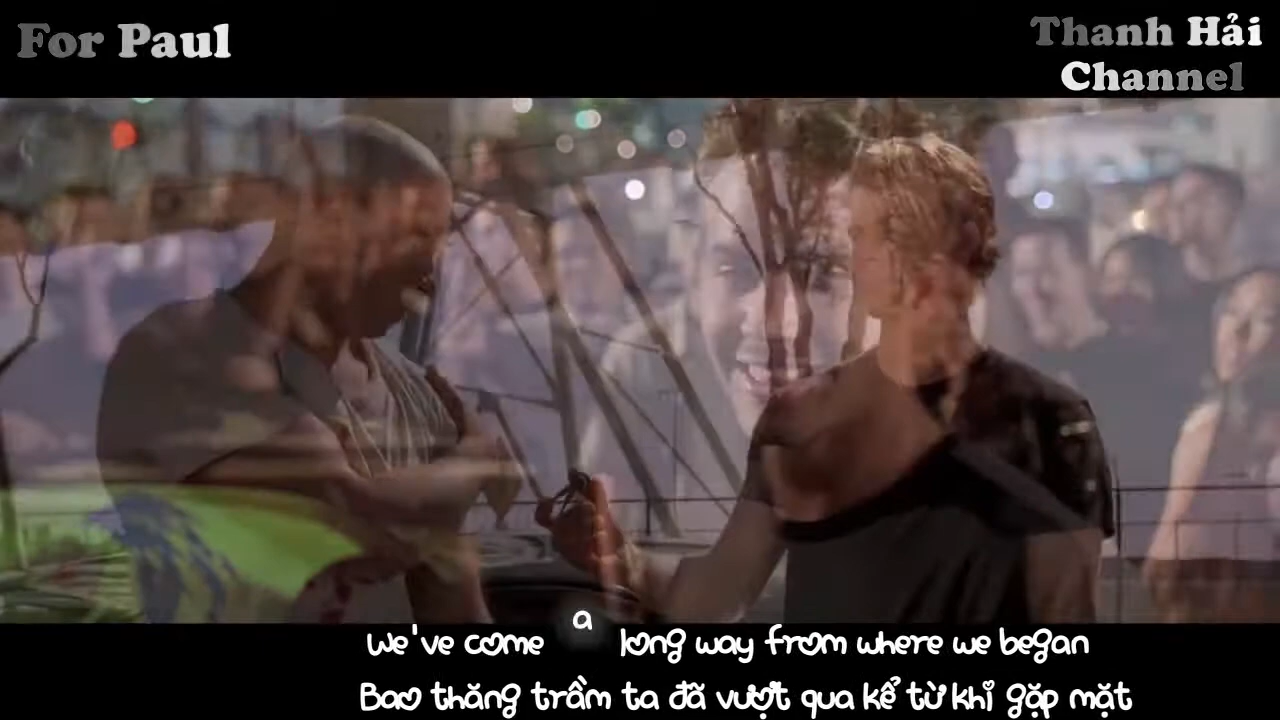 For Paul
Thanh Hải
Channel
We've come a long way from where we began
Bao thăng trầm ta đã vượt qua kể từ khi gặp mặt